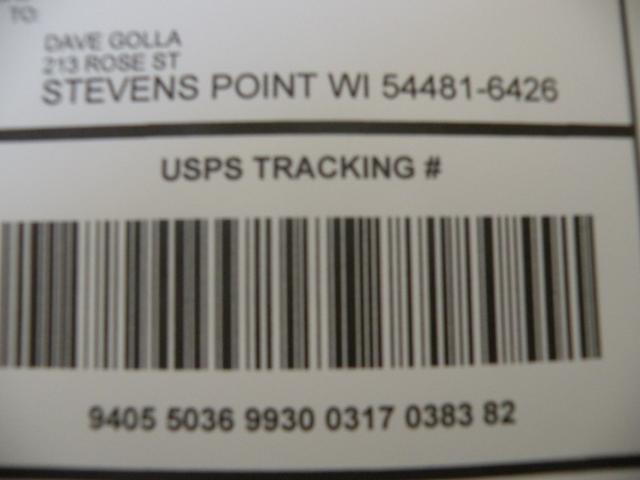 TO:
DAVE GOLLA
213 ROSE ST
STEVENS POINT WI 54481-6426
USPS TRACKING #
9405 5036 9930 0317 0383 82